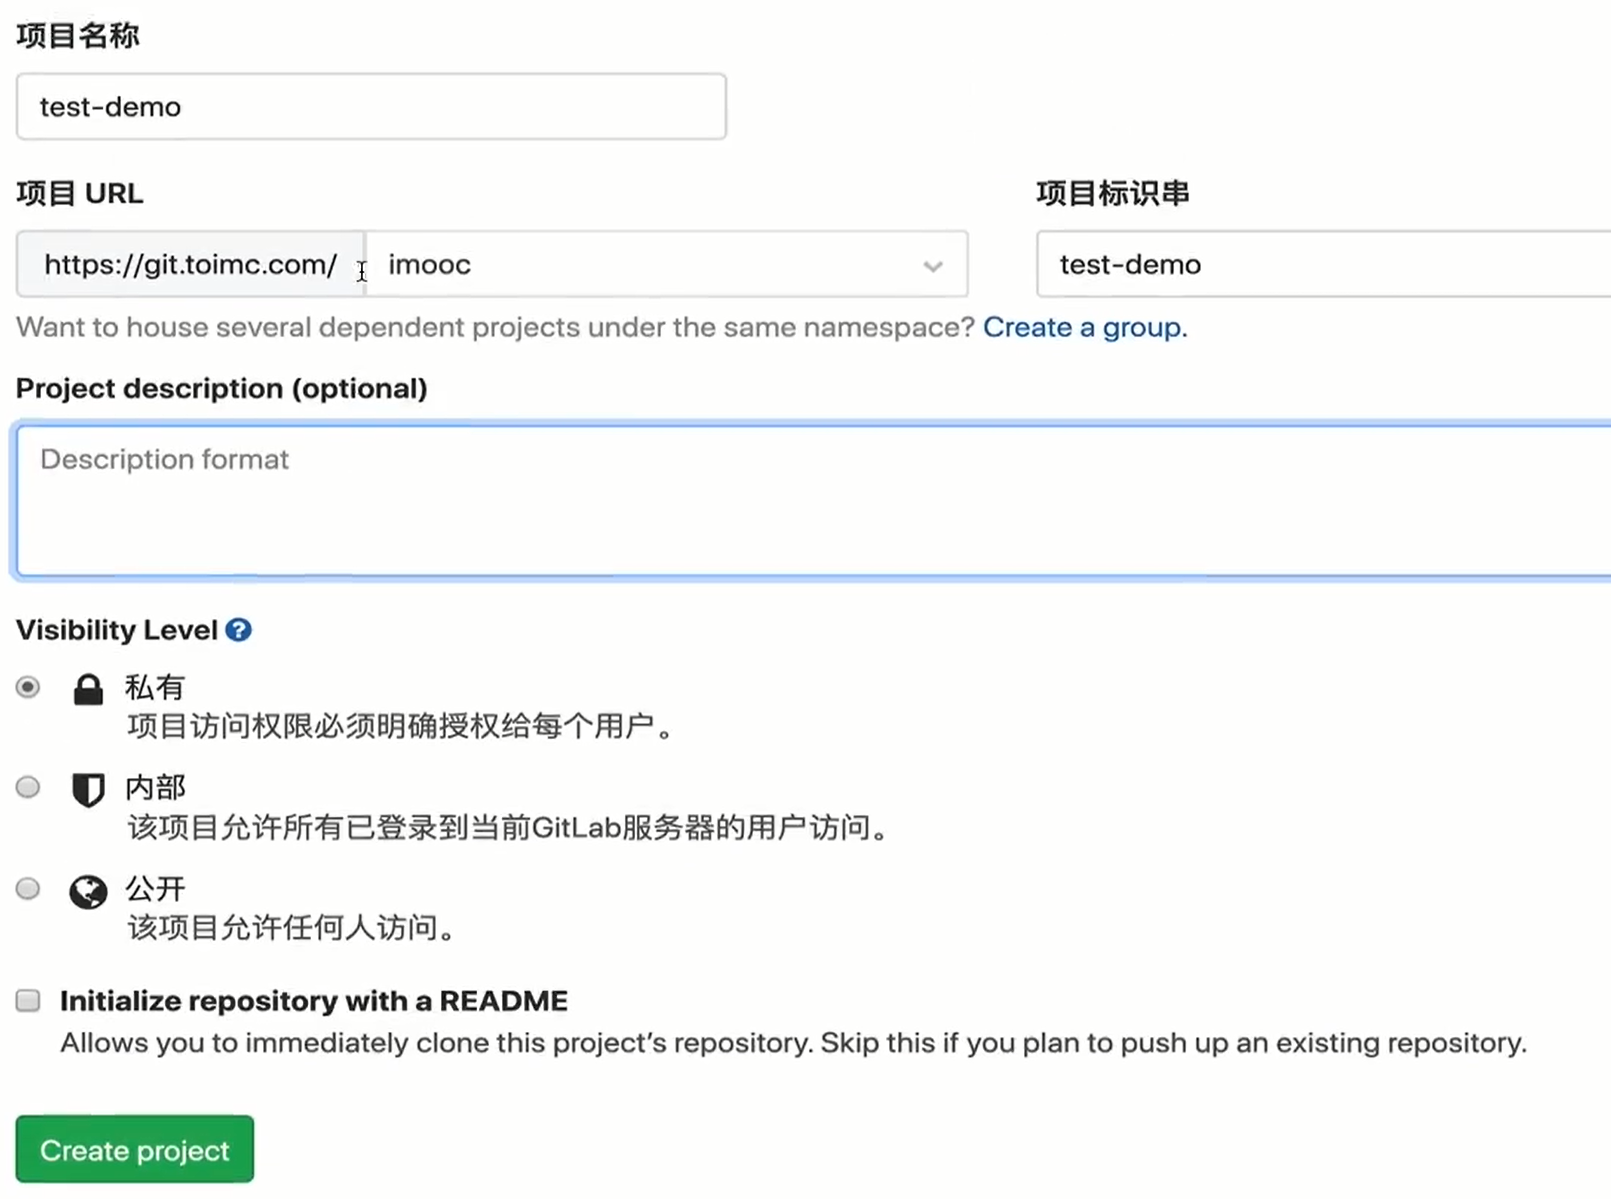 项目名称
test-demo
项目 URL
项目标识串
https://git.toimc.com/ imooc
test-demo
Want to house several dependent projects under the same namespace? Create a group.
Project description (optional)
Description format
Visibility Level ?
私有
项目访问权限必须明确授权给每个用户。
内部
该项目允许所有已登录到当前GitLab服务器的用户访问。
公开
该项目允许任何人访问。
Initialize repository with a README
Allows you to immediately clone this project’s repository. Skip this if you plan to push up an existing repository.
Create project